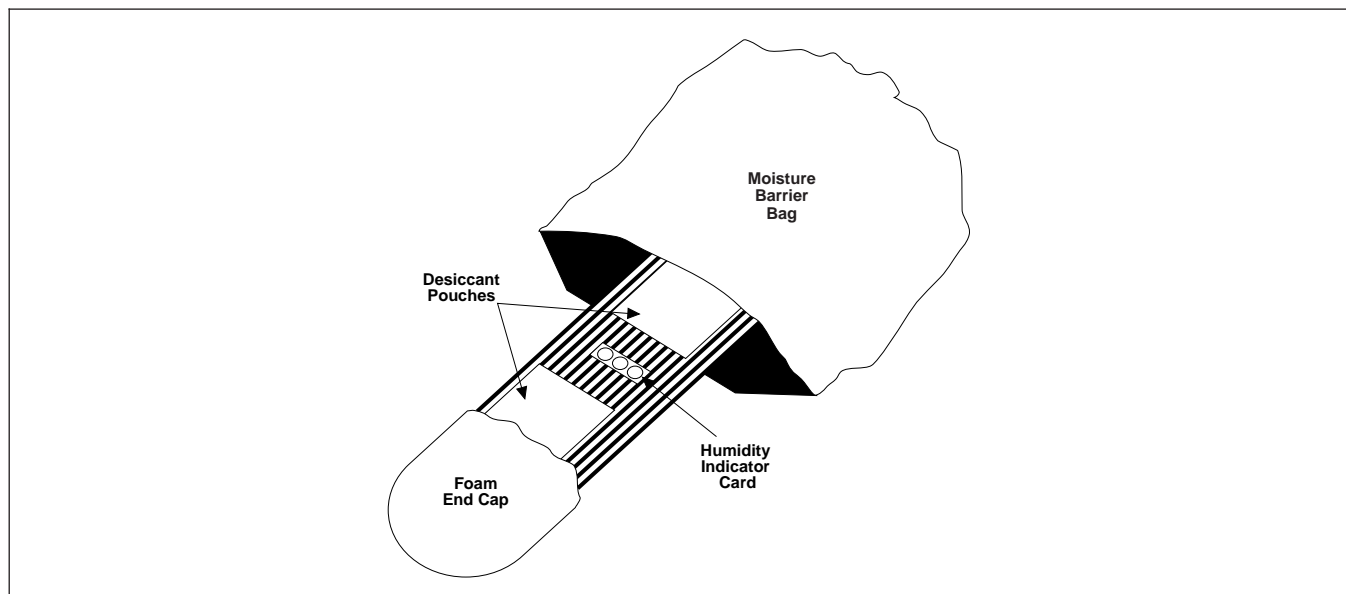 Moisture
Barrier
Bag
Desiccant
Pouches
Humidity
Indicator
Card
Foam
End Cap